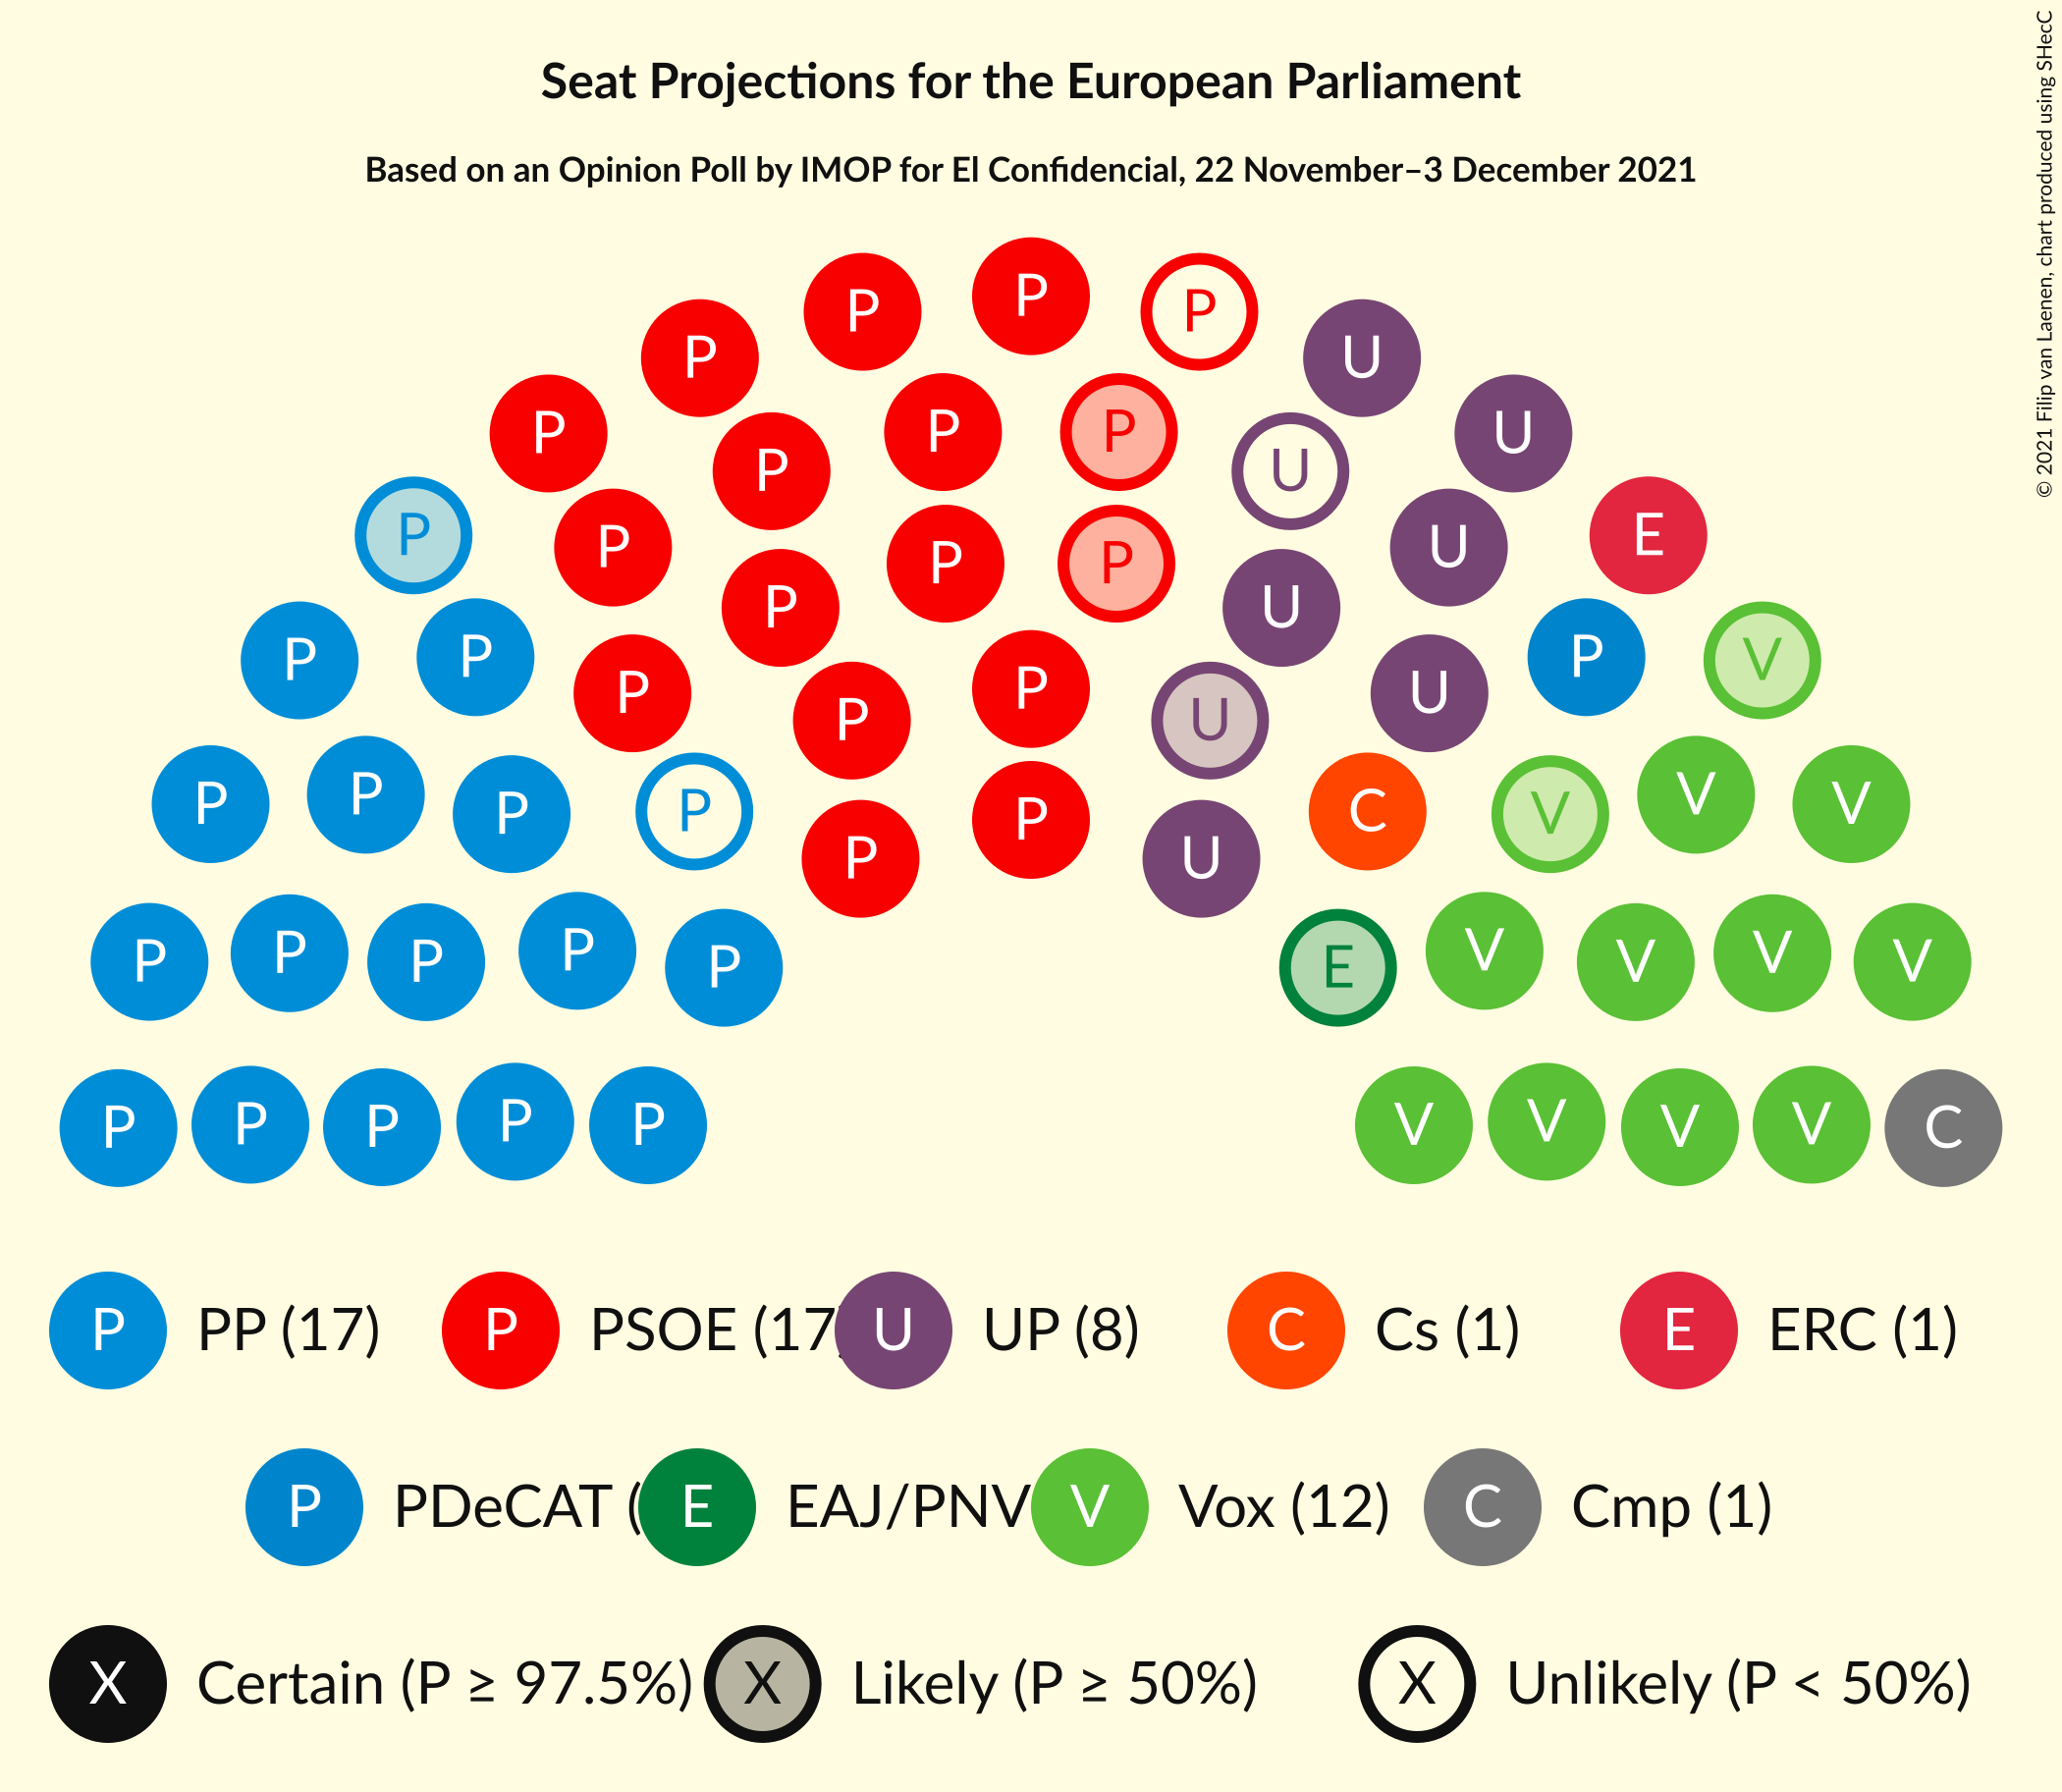 Seat Projections for the European Parliament
Based on an Opinion Poll by IMOP for El Confidencial, 22 November–3 December 2021
© 2021 Filip van Laenen, chart produced using SHecC
P
P P
P U
P P P U
P U
P E
P P P U
P U
P P P V
P P U
P U
P P P P P C V V V
P U
P P P P P E V V V V
P P P P P V V V V C
P PP (17) P PSOE (17 U UP (8) C Cs (1) E ERC (1)
P PDeCAT ( E EAJ/PNV V Vox (12) C Cmp (1)
X Certain (P ≥ 97.5%) X Likely (P ≥ 50%) X Unlikely (P < 50%)